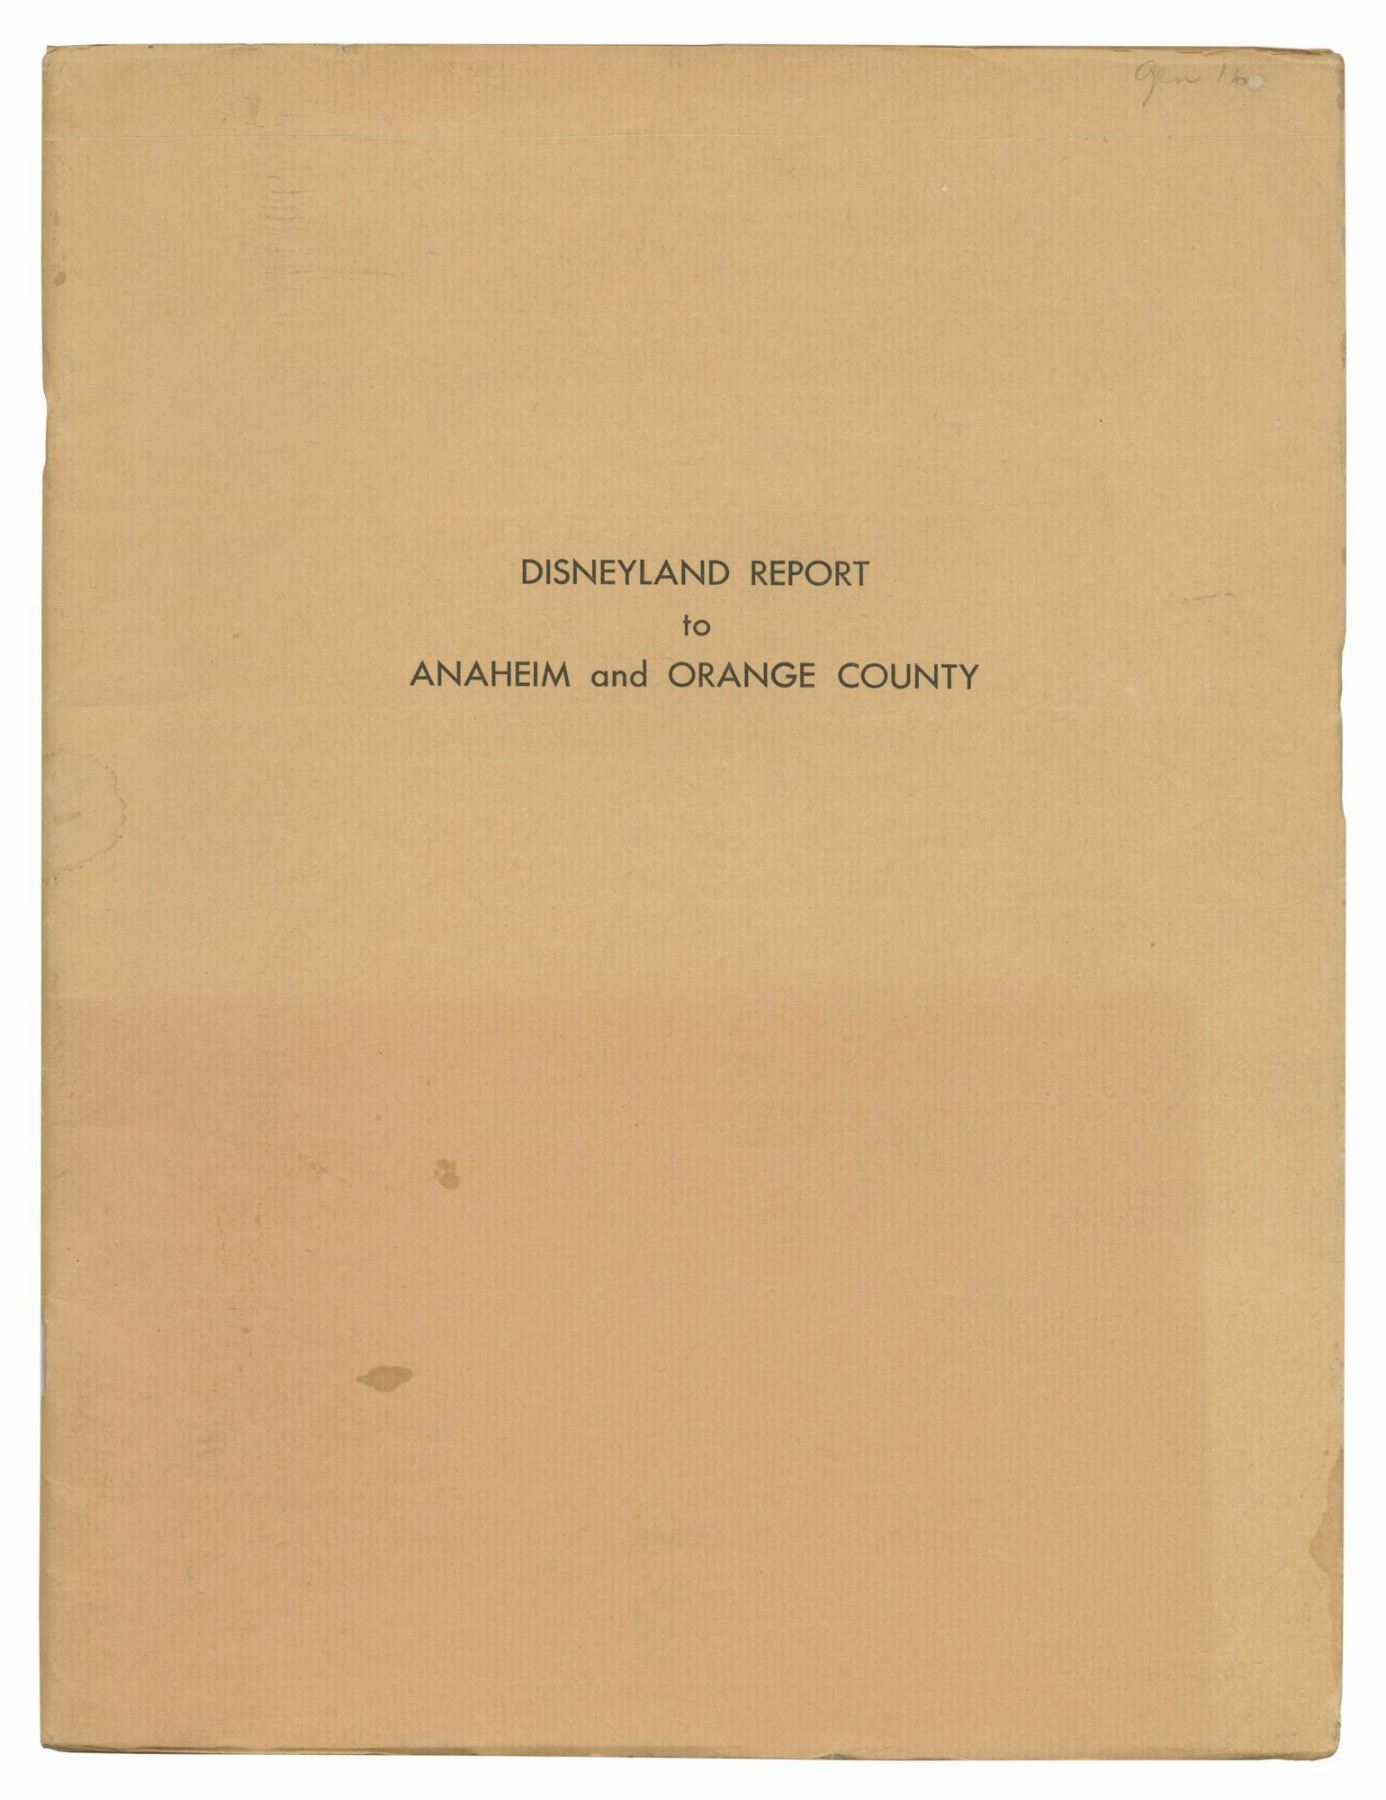 DISNEYLAND REPORT
to
ANAHEIM and ORANGE COUNTY